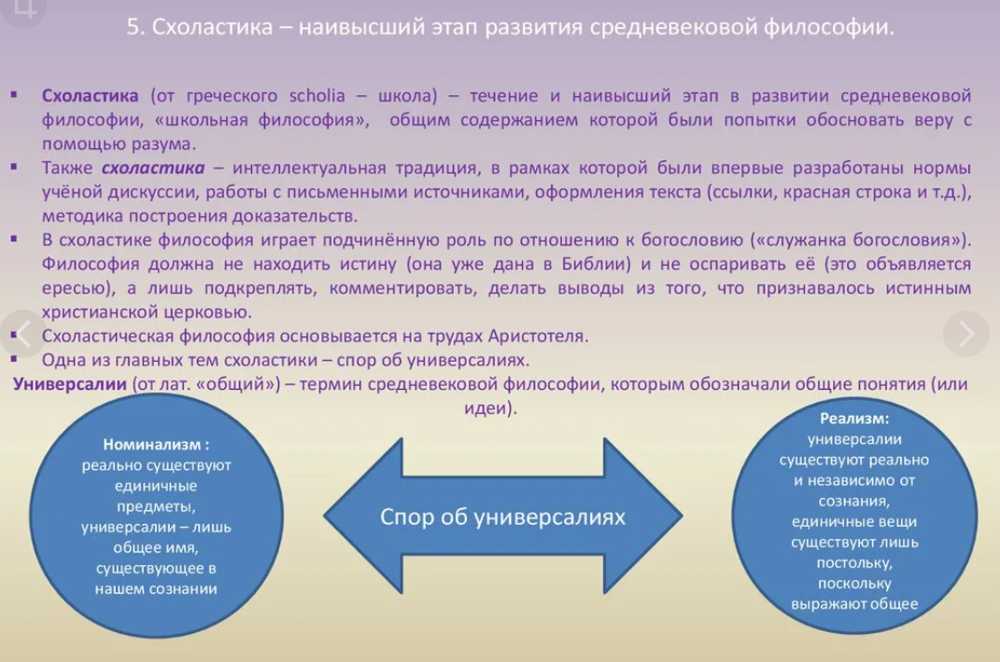 5. Схоластика – наивысший этап развития средневековой философии.
▪ Схоластика (от греческого scholia – школа) – течение и наивысший этап в развитии средневековой
философии, «школьная философия», общим содержанием которой были попытки обосновать веру с
помощью разума.
▪ Также схоластика – интеллектуальная традиция, в рамках которой были впервые разработаны нормы
учёной дискуссии, работы с письменными источниками, оформления текста (ссылки, красная строка и т.д.),
методика построения доказательств.
▪ В схоластике философия играет подчинённую роль по отношению к богословию («служанка богословия»).
Философия должна не находить истину (она уже дана в Библии) и не оспаривать её (это объявляется
ересью), а лишь подкреплять, комментировать, делать выводы из того, что признавалось истинным
христианской церковью.
▪ Схоластическая философия основывается на трудах Аристотеля.
▪ Одна из главных тем схоластики – спор об универсалиях.
Универсалии (от лат. «общий») – термин средневековой философии, которым обозначали общие понятия (или
идеи).
Номинализм :
реально существуют
единичные
предметы,
универсалии – лишь
общее имя,
существующее в
нашем сознании
Спор об универсалиях
Реализм:
универсалии
существуют реально
и независимо от
сознания,
единичные вещи
существуют лишь
постольку,
поскольку
выражают общее